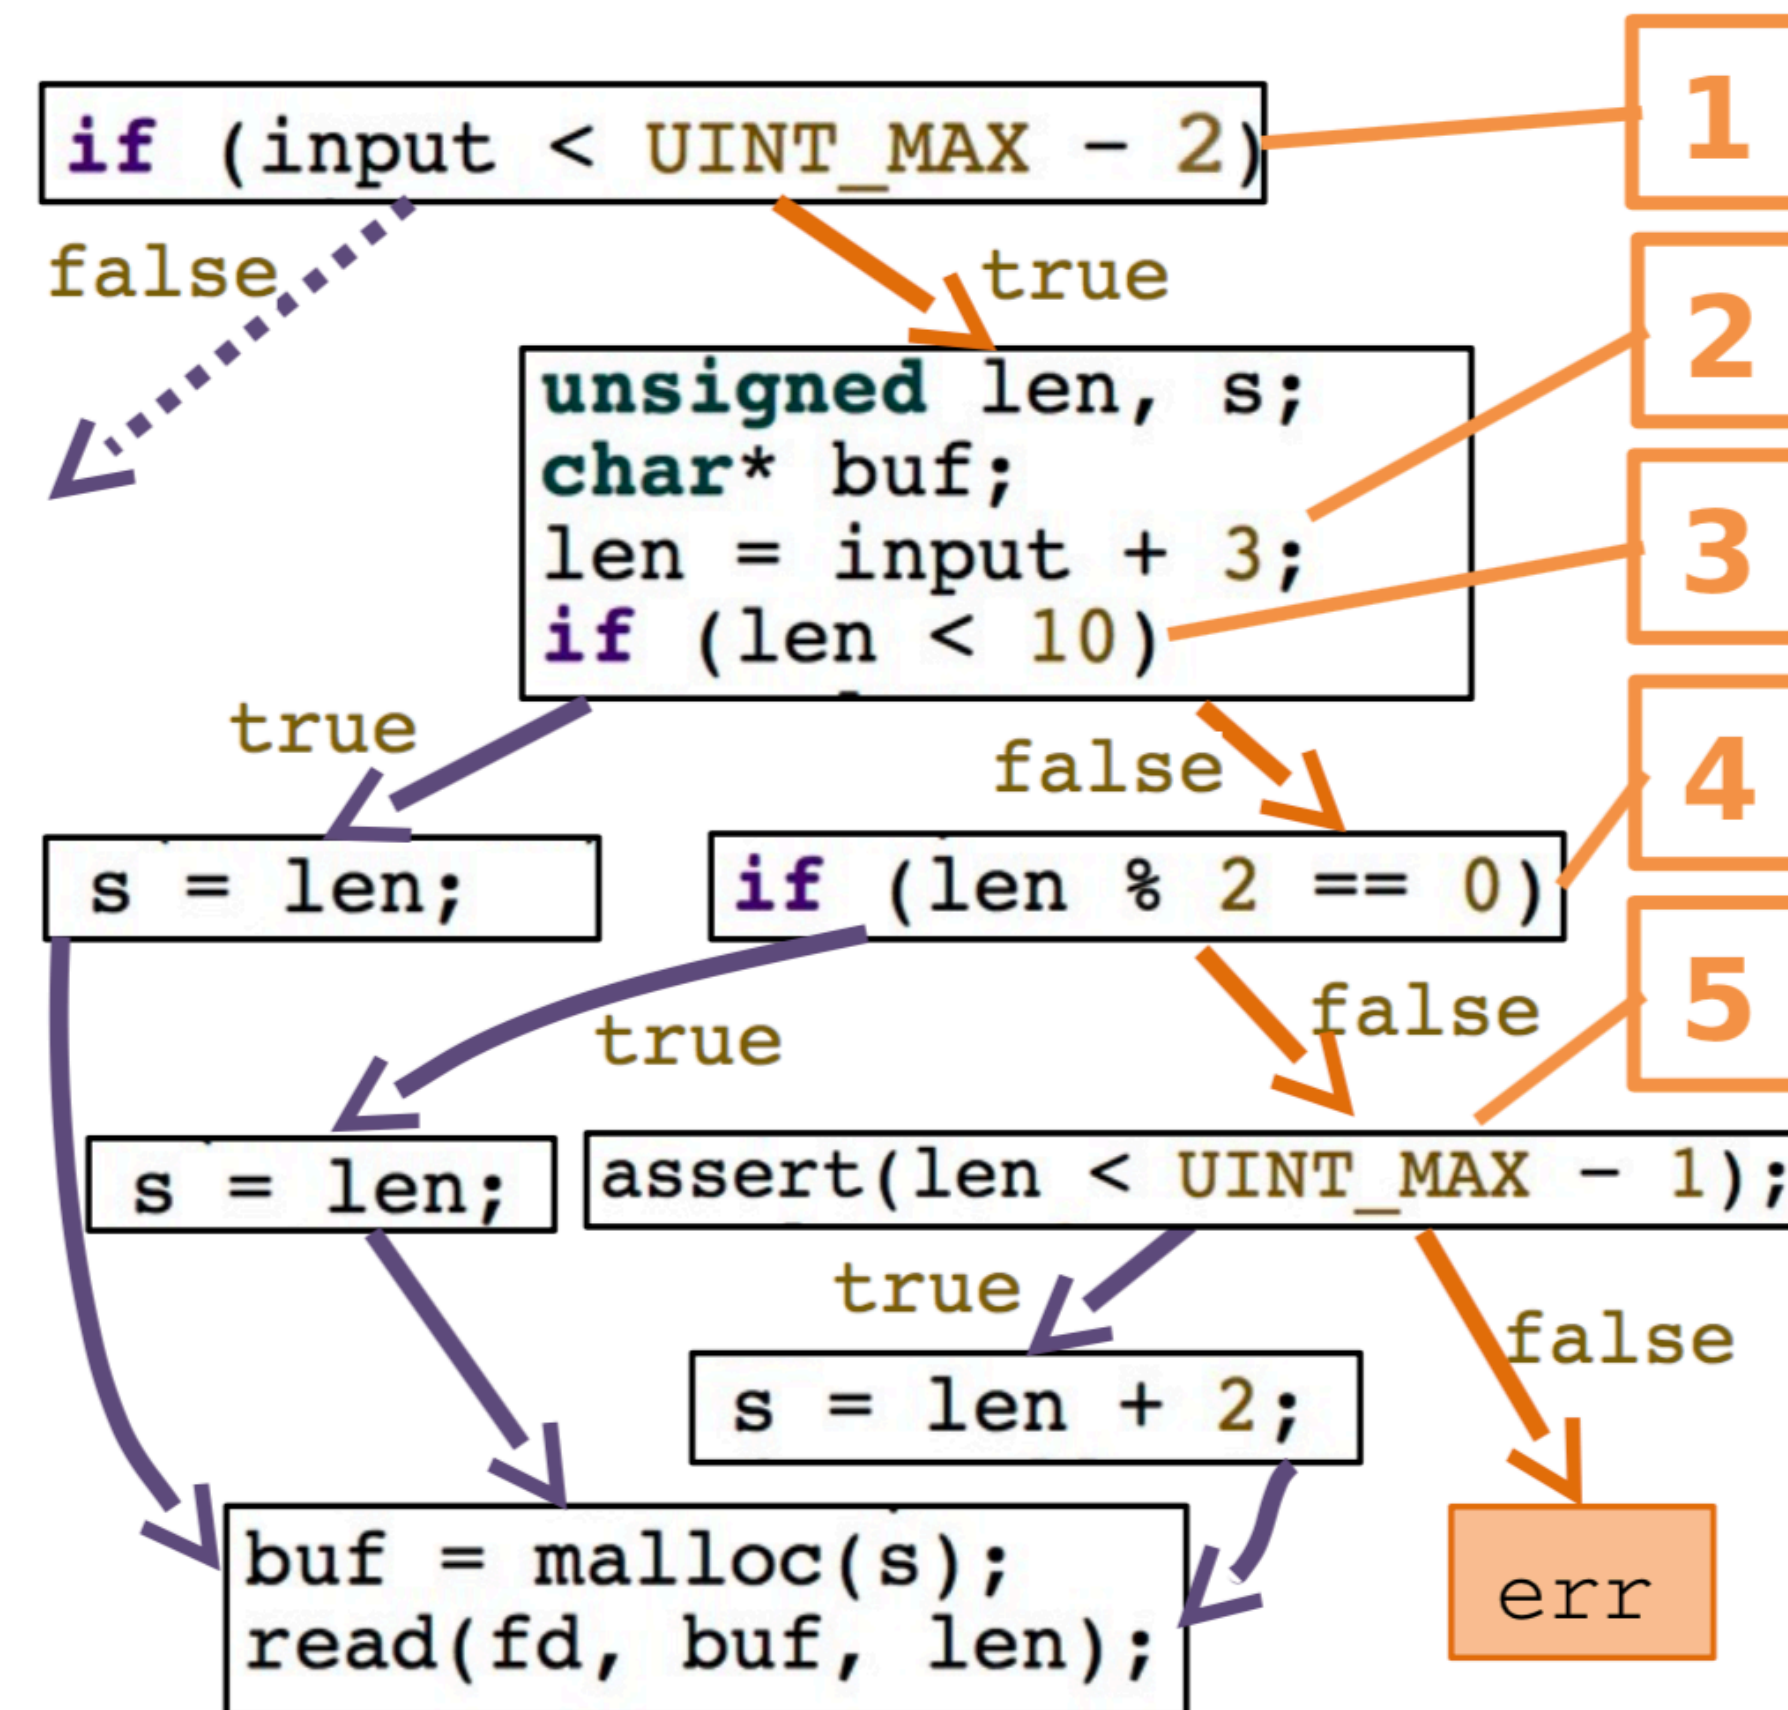 if (input < UINT_MAX - 2)
1
false
true
2
unsigned len, s;
char* buf;
len = input + 3;
if (len < 10)
3
true
false
4
s = len;
if (len % 2 == 0)
5
true
false
s = len;
assert(len < UINT_MAX - 1);
true
false
s = len + 2;
buf = malloc(s);
read(fd, buf, len);
err